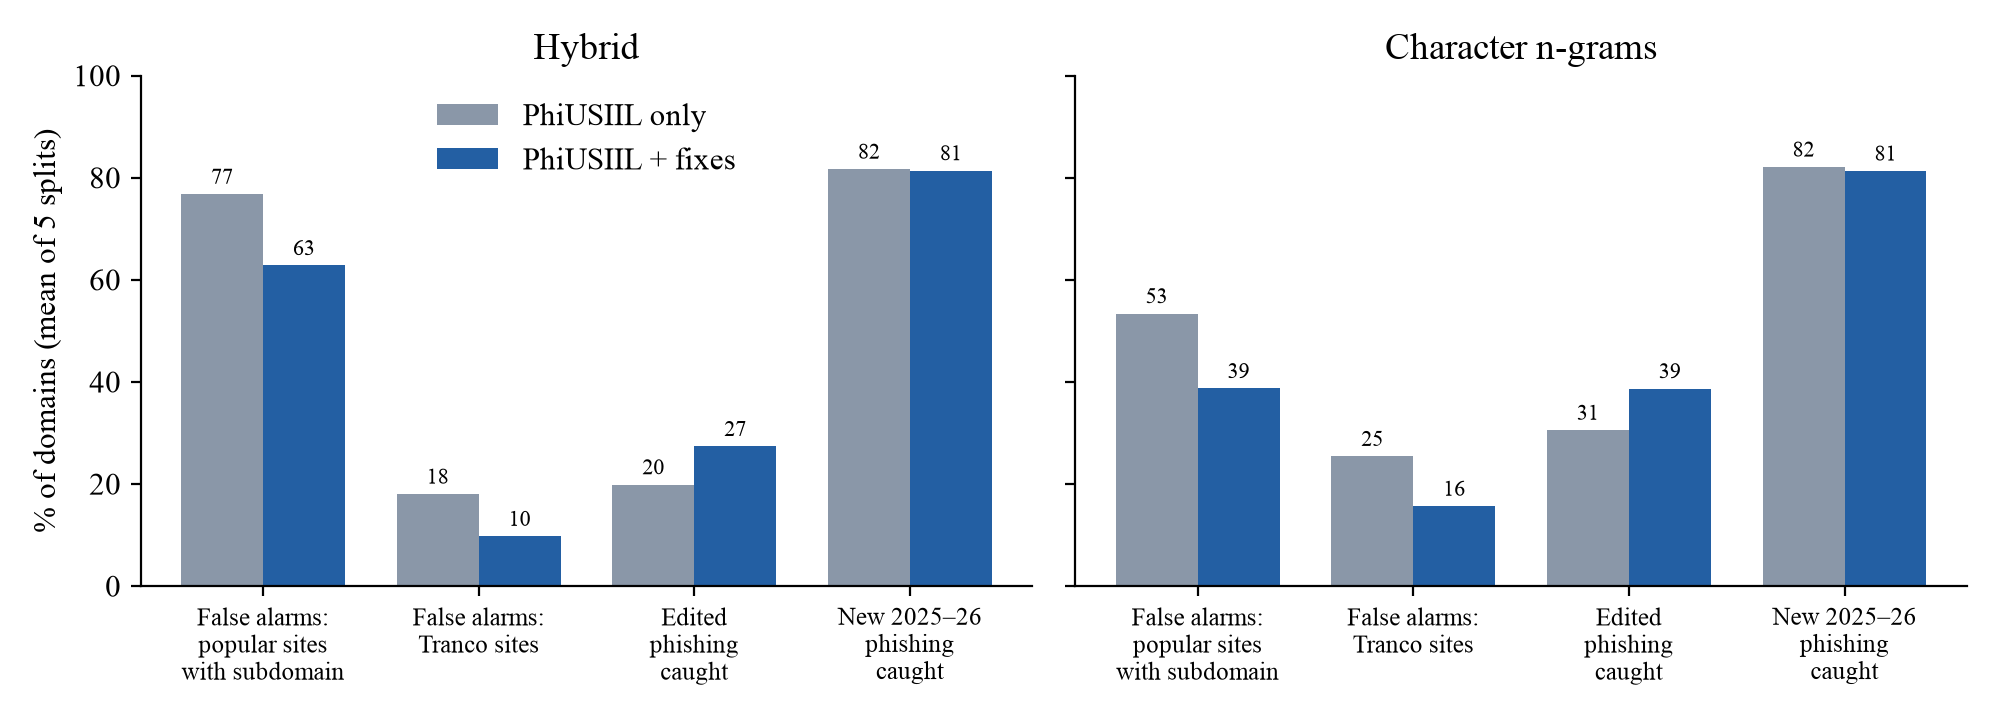 Hybrid
Character n-grams
% of domains (mean of 5 splits)
100
80
60
40
20
0
PhiUSIIL only
PhiUSIIL + fixes
77
63
18
10
20
27
82
81
53
39
25
16
31
39
82
81
False alarms:
popular sites
with subdomain
False alarms:
Tranco sites
Edited
phishing
caught
New 2025–26
phishing
caught
False alarms:
popular sites
with subdomain
False alarms:
Tranco sites
Edited
phishing
caught
New 2025–26
phishing
caught